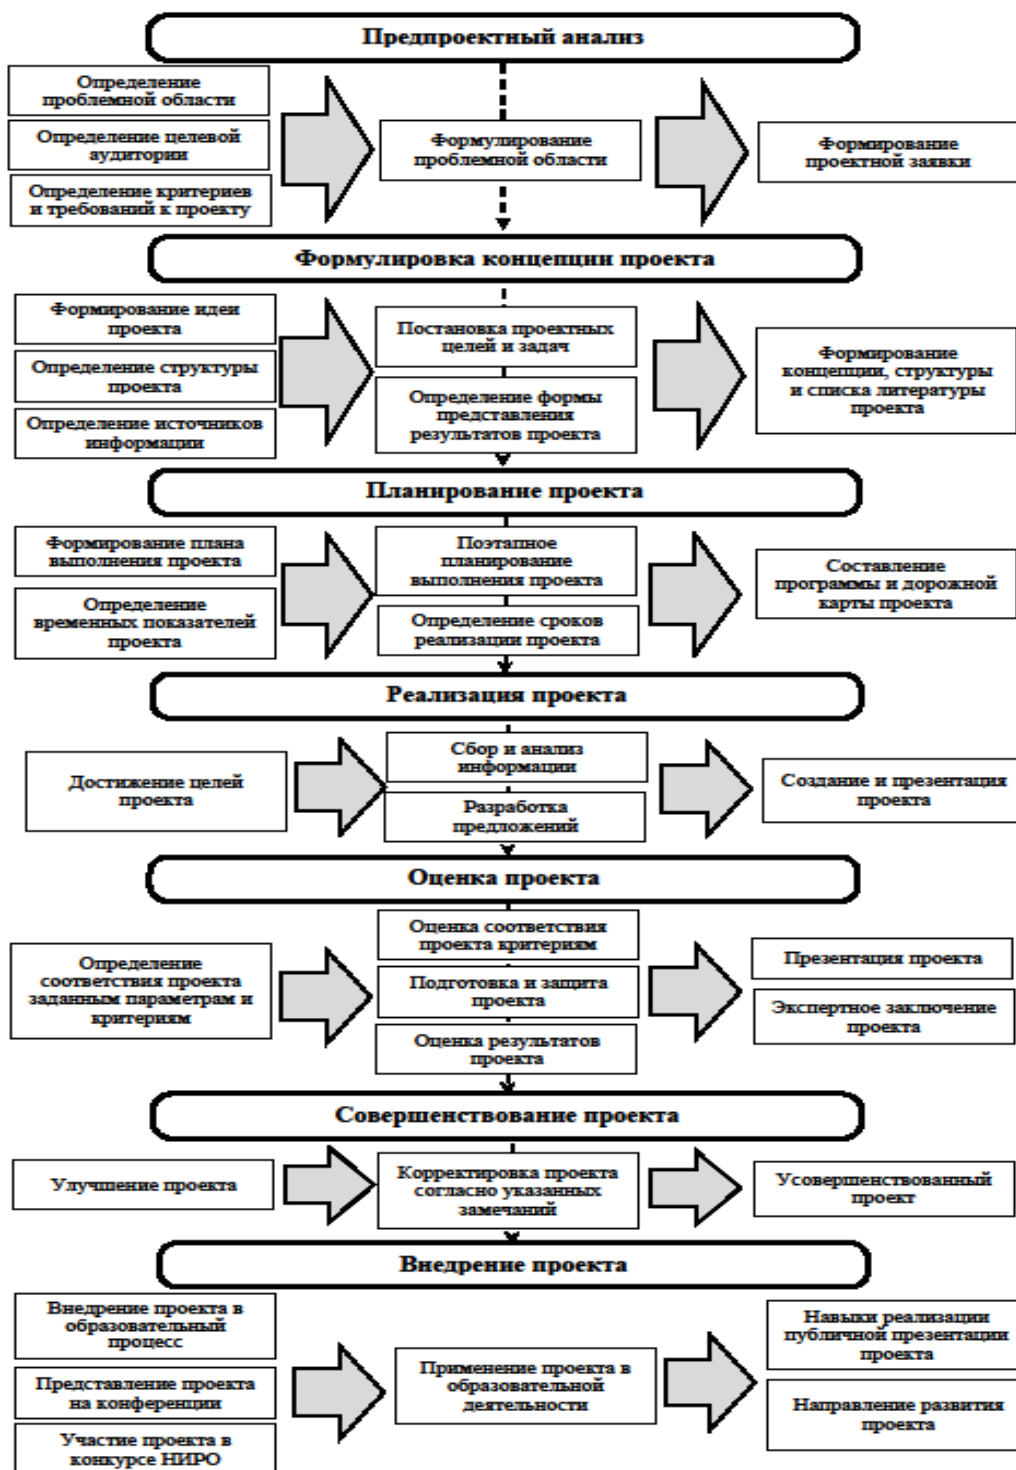 Предпроектный анализ
Определение
проблемной области
Определение целевой
аудитории
Определение критериев
и требований к проекту
Формулирование
проблемной области
Формирование
проектной заявки
Формулировка концепции проекта
Формирование идеи
проекта
Определение структуры
проекта
Определение источников
информации
Постановка проектных
целей и задач
Определение формы
представления
результатов проекта
Формирование
концепции, структуры
и списка литературы
проекта
Планирование проекта
Формирование плана
выполнения проекта
Определение
временных показателей
проекта
Поэтапное
планирование
выполнения проекта
Определение сроков
реализации проекта
Составление
программы и дорожной
карты проекта
Реализация проекта
Достижение целей
проекта
Сбор и анализ
информации
Разработка
предложений
Создание и презентация
проекта
Оценка проекта
Определение
соответствия проекта
заданным параметрам и
критериям
Оценка соответствия
проекта критериям
Подготовка и защита
проекта
Оценка результатов
проекта
Презентация проекта
Экспертное заключение
проекта
Совершенствование проекта
Улучшение проекта
Корректировка проекта
согласно указанных
замечаний
Усовершенствованный
проект
Внедрение проекта
Внедрение проекта в
образовательный
процесс
Представление проекта
на конференции
Участие проекта в
конкурсе НИРО
Применение проекта в
образовательной
деятельности
Навыки реализации
публичной презентации
проекта
Направление развития
проекта